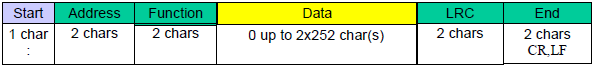 Start Address Function Data LRC End
1 char 2 chars 2 chars 0 up to 2x252 char(s) 2 chars 2 chars
: CR,LF